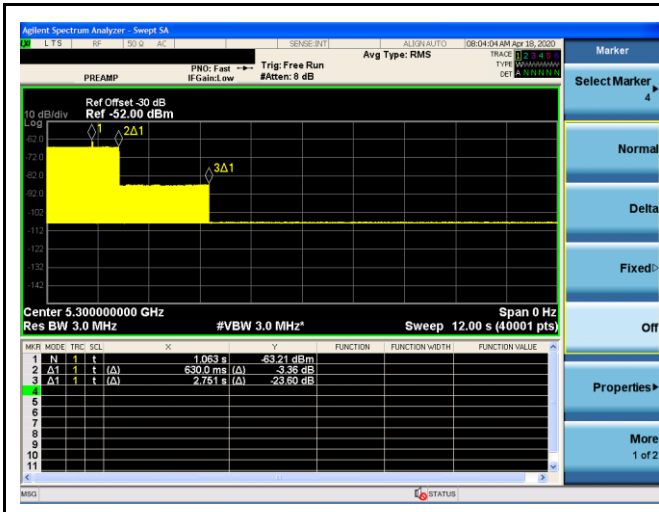 Agilent Spectrum Analyzer - Swept SA
LXI LTS RF 50 Ω AC SENSE:INT ALIGN AUTO 08:04:04 AM Apr 18, 2020
PNO: Fast
IFGain:Low
Trig: Free Run
#Atten: 8 dB
Avg Type: RMS
TRACE 1 2 3 4 5 6
TYPE
DET A N N N N N
PREAMP
Ref Offset -30 dB
10 dB/div Ref -52.00 dBm
Log
1
2Δ1
3Δ1
-62.0
-72.0
-82.0
-92.0
-102
-112
-122
-132
-142
Center 5.300000000 GHz Span 0 Hz
Res BW 3.0 MHz #VBW 3.0 MHz* Sweep 12.00 s (40001 pts)
MKR MODE TRC SCL X Y FUNCTION FUNCTION WIDTH FUNCTION VALUE
1 N 1 t 1.063 s -63.21 dBm
2 Δ1 1 t (Δ) 630.0 ms (Δ) -3.36 dB
3 Δ1 1 t (Δ) 2.751 s (Δ) -23.60 dB
4
5
6
7
8
9
10
11
MSG STATUS
Marker
Select Marker
4
Normal
Delta
Fixed
Off
Properties
More
1 of 2